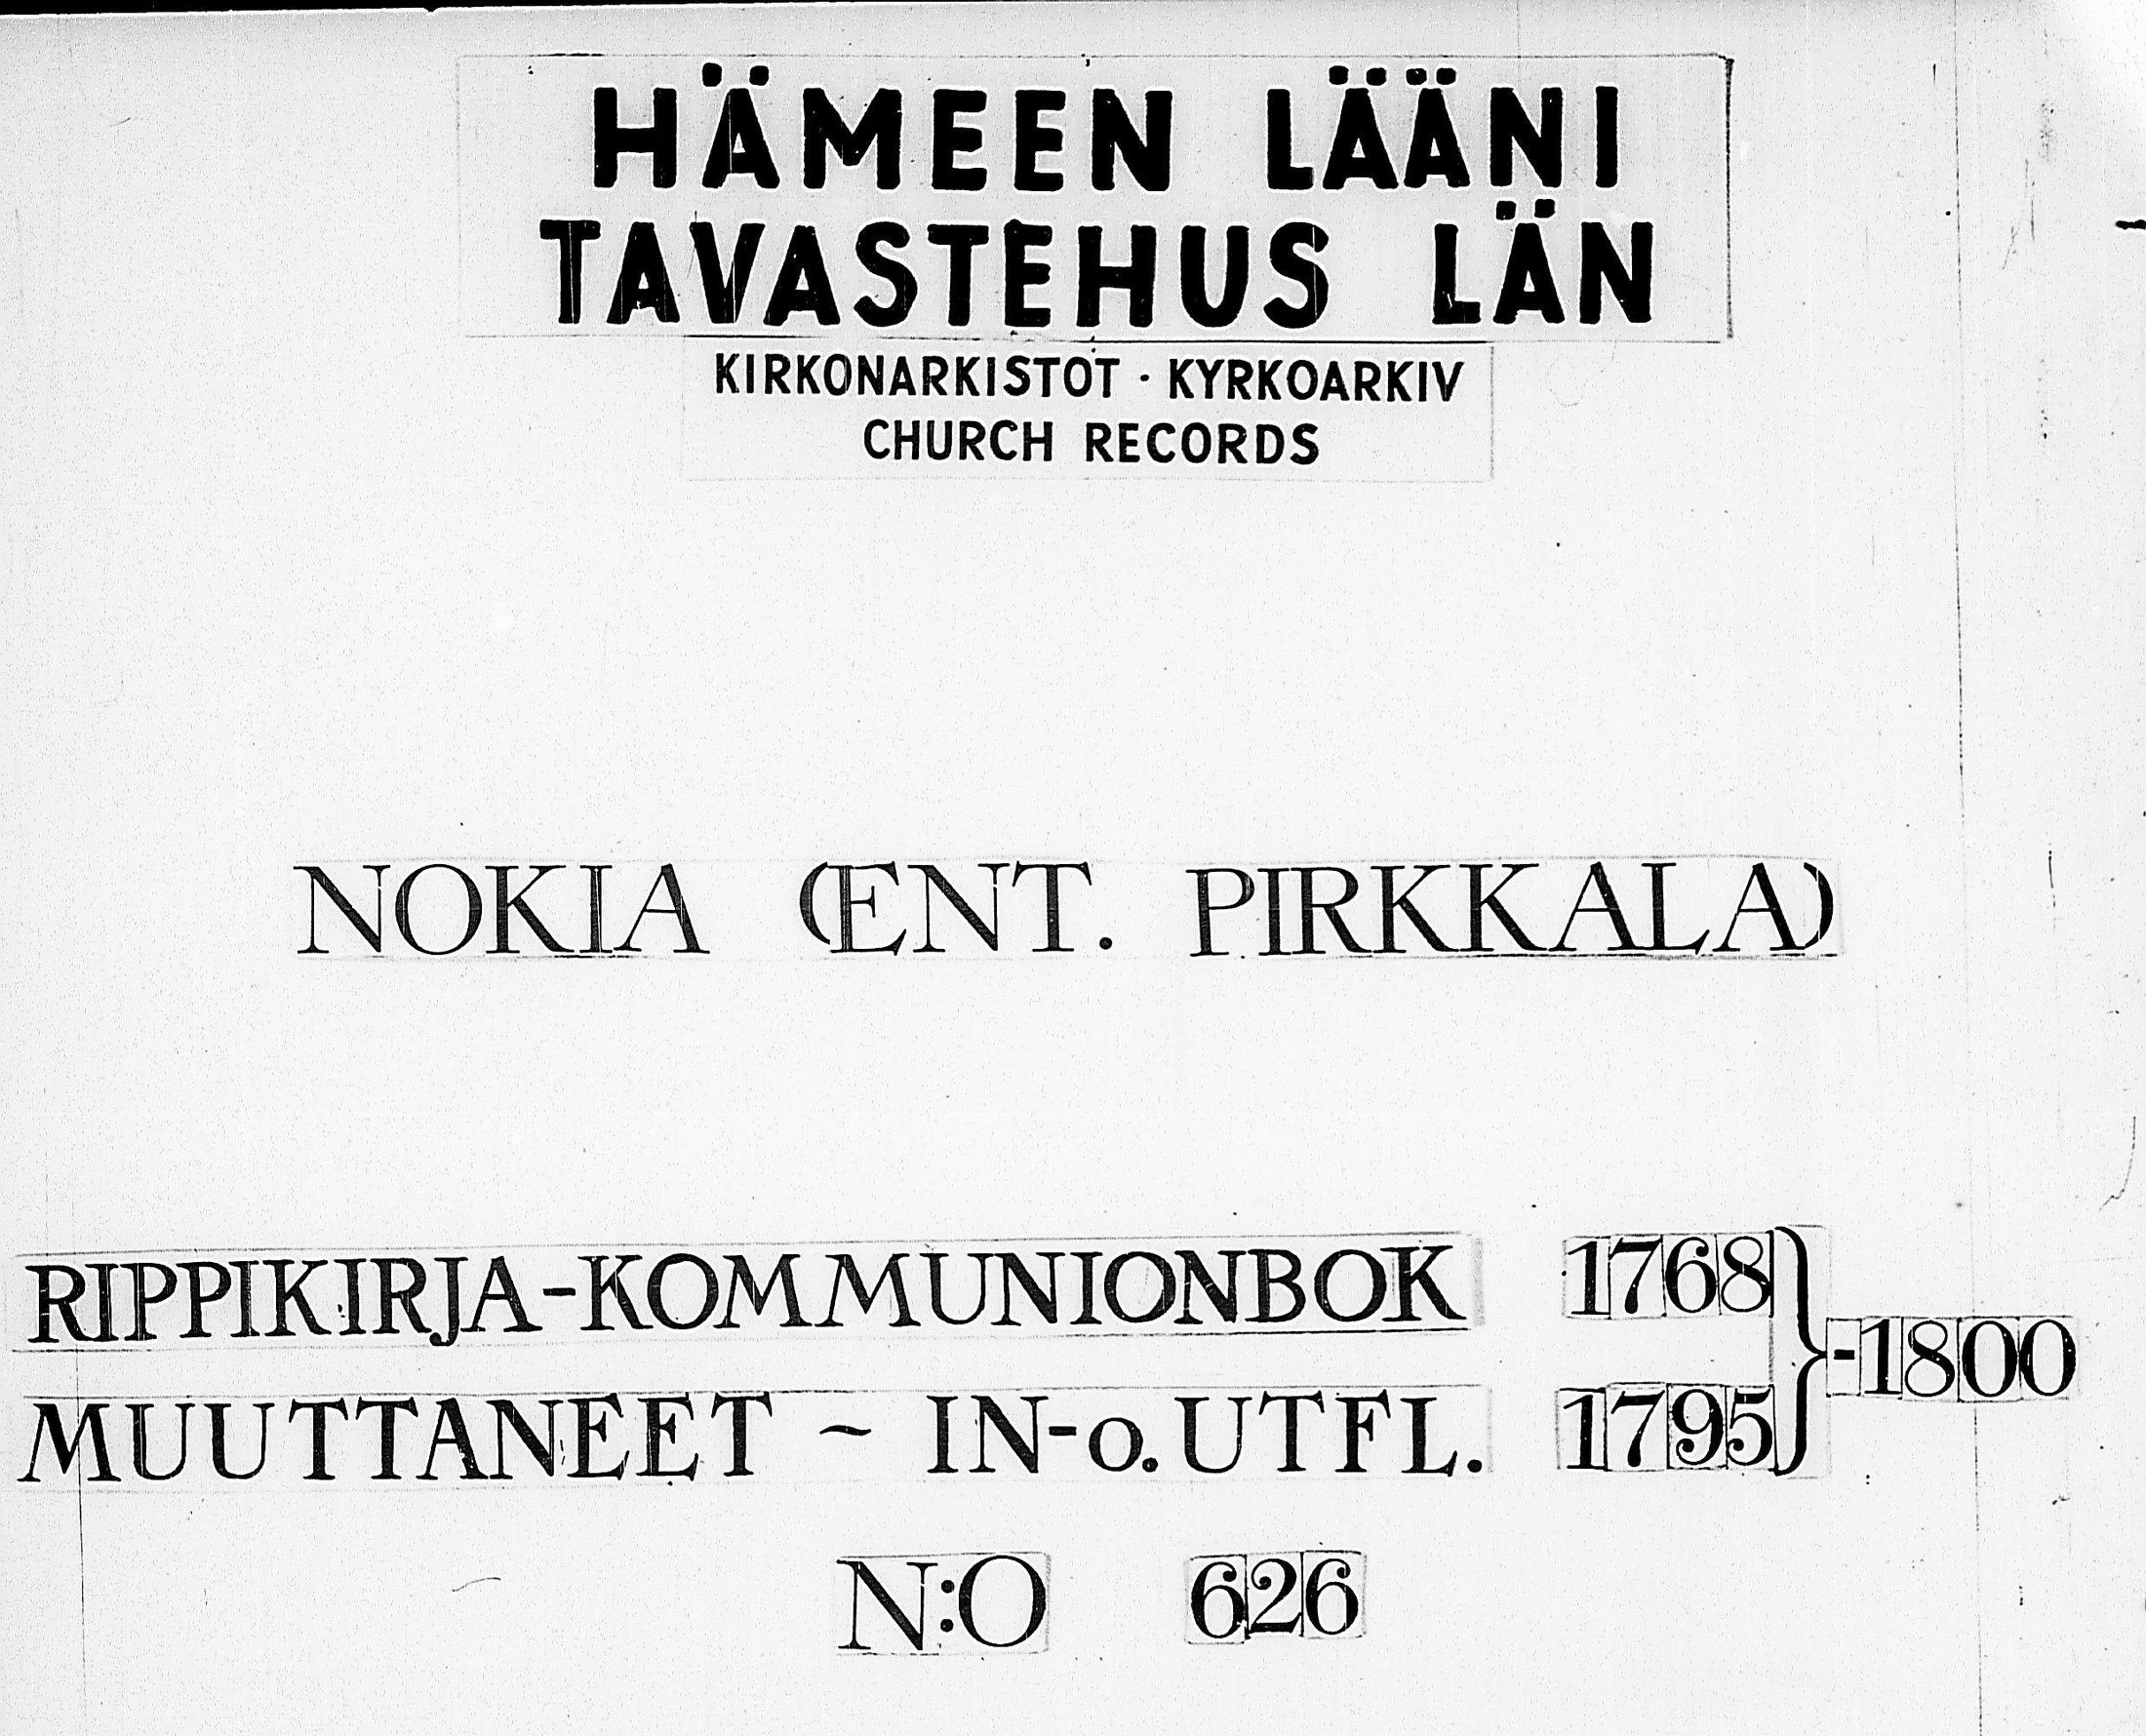 HÄMEEN LÄÄNI
TAVASTEHUS LÄN
KIRKONARKISTOT · KYRKOARKIV
CHURCH RECORDS
NOKIA (ENT. PIRKKALA)
RIPPIKIRJA-KOMMUNIONBOK 1768
} -1800
MUUTTANEET ~ IN-o. UTFL. 1795
N:O 626